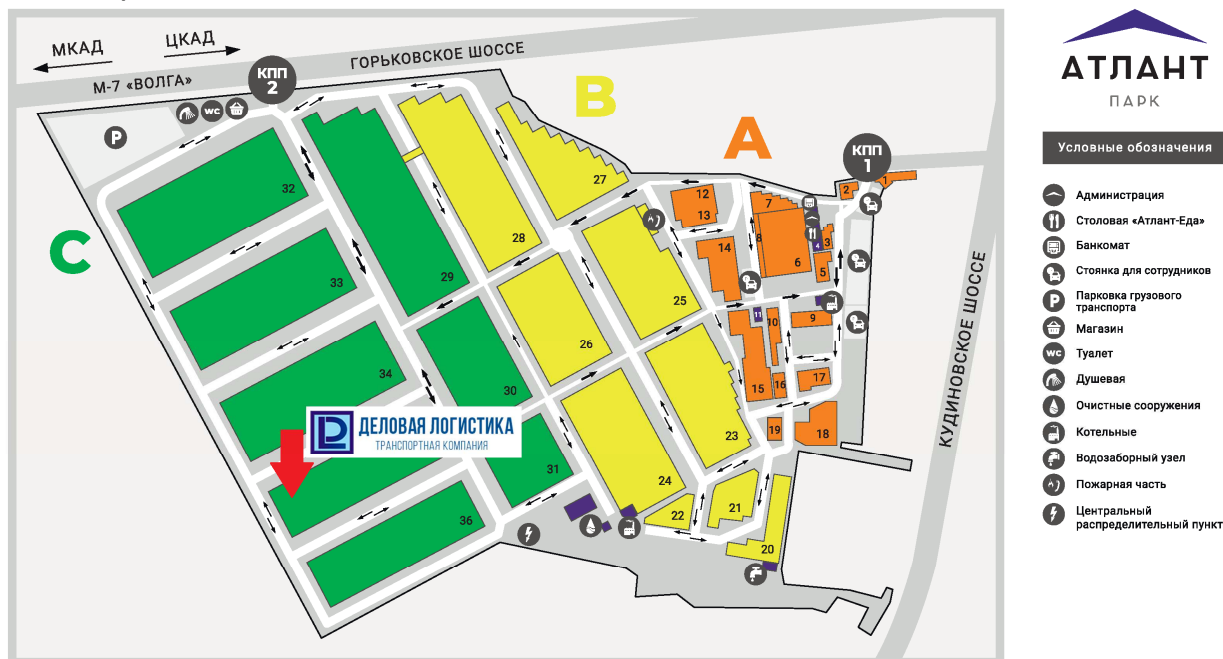 МКАД
ЦКАД
М-7 «ВОЛГА»
ГОРЬКОВСКОЕ ШОССЕ
КПП
2
P
WC
B
A
C
КПП
1
КУДИНОВСКОЕ ШОССЕ
32
33
34
36
29
30
31
28
26
24
27
25
23
22
21
20
12
13
14
7
8
6
2
1
3
4
5
9
10
11
15
16
17
18
19
ДЕЛОВАЯ ЛОГИСТИКА
ТРАНСПОРТНАЯ КОМПАНИЯ
АТЛАНТ
ПАРК
Условные обозначения
Администрация
Столовая «Атлант-Еда»
Банкомат
Стоянка для сотрудников
P Парковка грузового
транспорта
Магазин
WC Туалет
Душевая
Очистные сооружения
Котельные
Водозаборный узел
Пожарная часть
Центральный
распределительный пункт